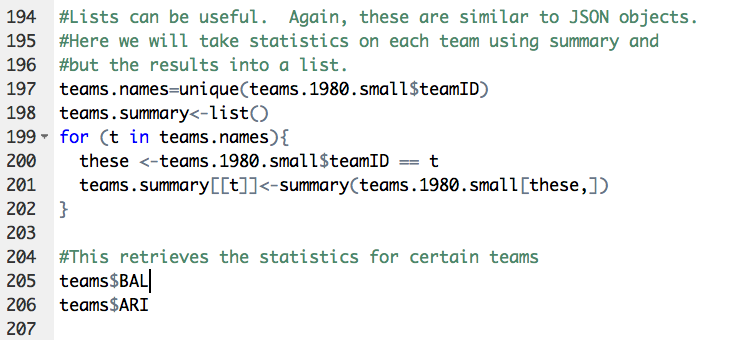 194 #Lists can be useful.  Again, these are similar to JSON objects.
195 #Here we will take statistics on each team using summary and
196 #but the results into a list.
197 teams.names=unique(teams.1980.small$teamID)
198 teams.summary<-list()
199 for (t in teams.names){
200   these <-teams.1980.small$teamID == t
201   teams.summary[[t]]<-summary(teams.1980.small[these,])
202 }
203
204 #This retrieves the statistics for certain teams
205 teams$BAL
206 teams$ARI
207